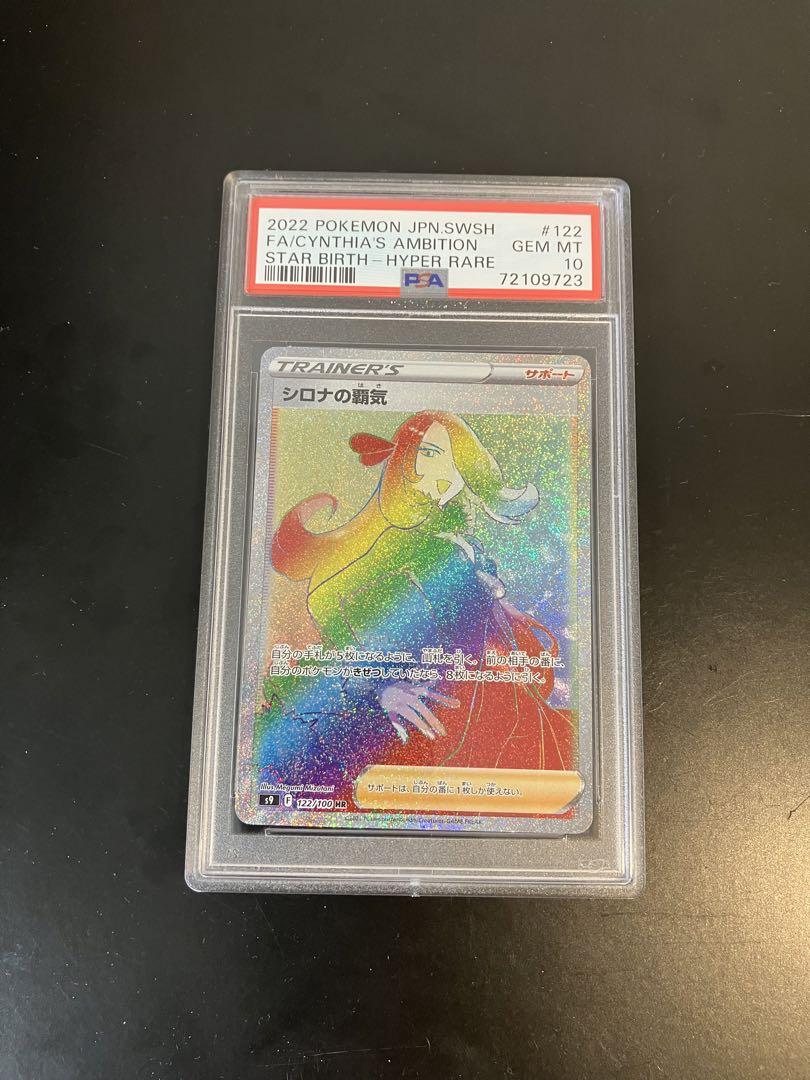 2022 POKEMON JPN.SWSH #122
FA/CYNTHIA'S AMBITION GEM MT
STAR BIRTH - HYPER RARE 10
PSA 72109723
TRAINER'S サポート
はき
シロナの覇気
自分の手札が5枚になるように、山札を引く。前の相手の番に、
自分のポケモンがきぜつしていたなら、8枚になるように引く。
サポートは、自分の番に1枚しか使えない。
Illus. Megumi Mizutani
s9 F 122/100 HR